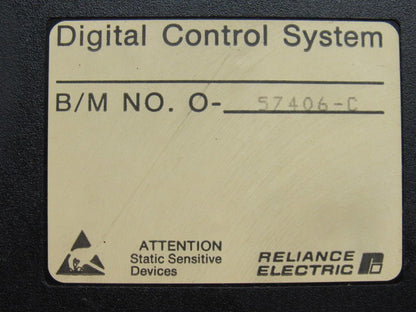 Digital Control System
B/M NO. O- 57406-C
ATTENTION
Static Sensitive
Devices
RELIANCE
ELECTRIC